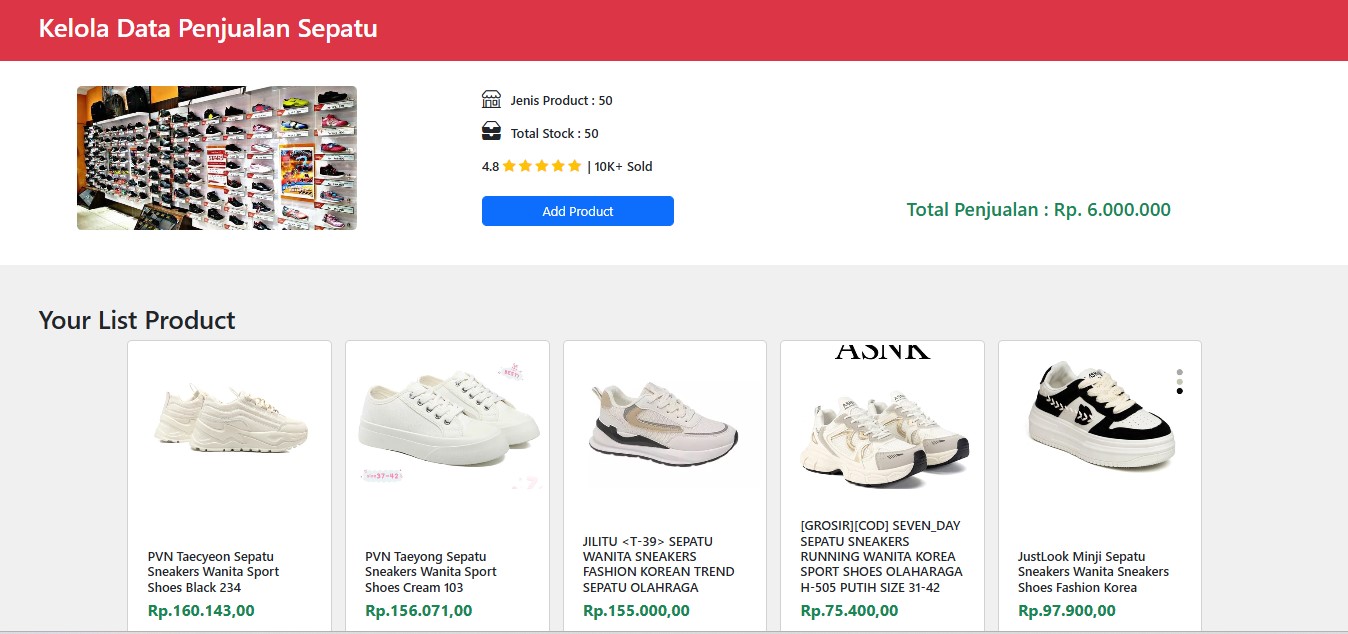 Kelola Data Penjualan Sepatu
Jenis Product : 50
Total Stock : 50
4.8 | 10K+ Sold
Add Product
Total Penjualan : Rp. 6.000.000
Your List Product
ASNK
PVN Taecyeon Sepatu
Sneakers Wanita Sport
Shoes Black 234
Rp.160.143,00
PVN Taeyong Sepatu
Sneakers Wanita Sport
Shoes Cream 103
Rp.156.071,00
JILITU <T-39> SEPATU
WANITA SNEAKERS
FASHION KOREAN TREND
SEPATU OLAHRAGA
Rp.155.000,00
[GROSIR][COD] SEVEN_DAY
SEPATU SNEAKERS
RUNNING WANITA KOREA
SPORT SHOES OLAHARAGA
H-505 PUTIH SIZE 31-42
Rp.75.400,00
JustLook Minji Sepatu
Sneakers Wanita Sneakers
Shoes Fashion Korea
Rp.97.900,00